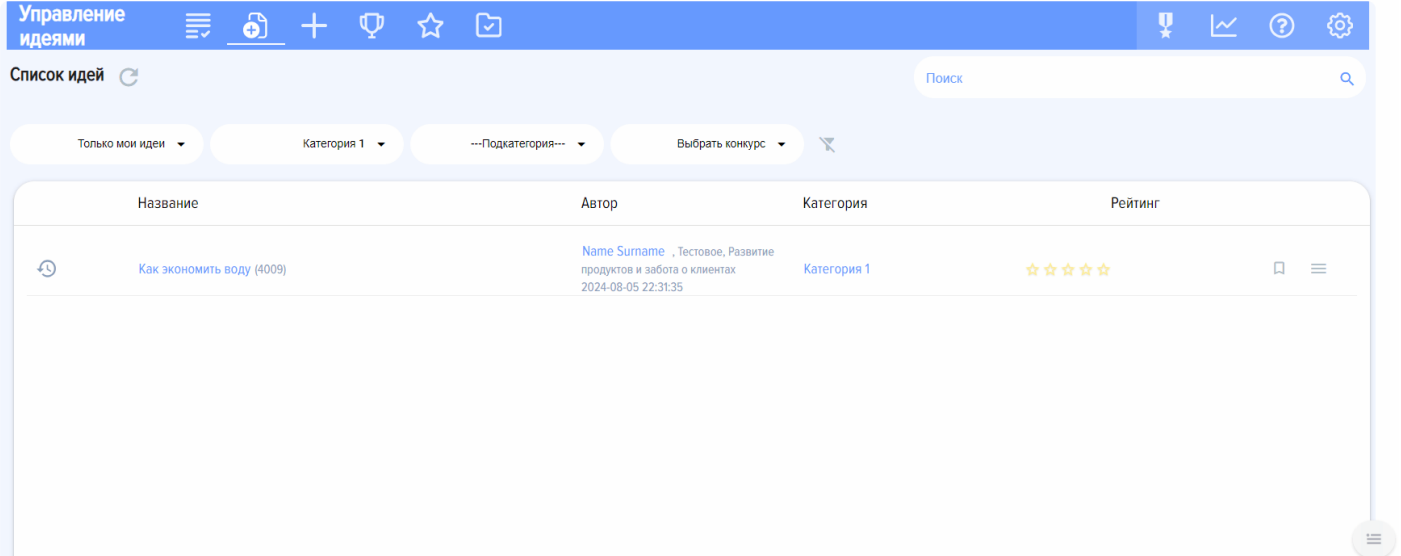 Управление
идеями
Список идей
Поиск
Только мои идеи
Категория 1
---Подкатегория---
Выбрать конкурс
Название
Автор
Категория
Рейтинг
Как экономить воду (4009)
Name Surname , Тестовое, Развитие
продуктов и забота о клиентах
2024-08-05 22:31:35
Категория 1